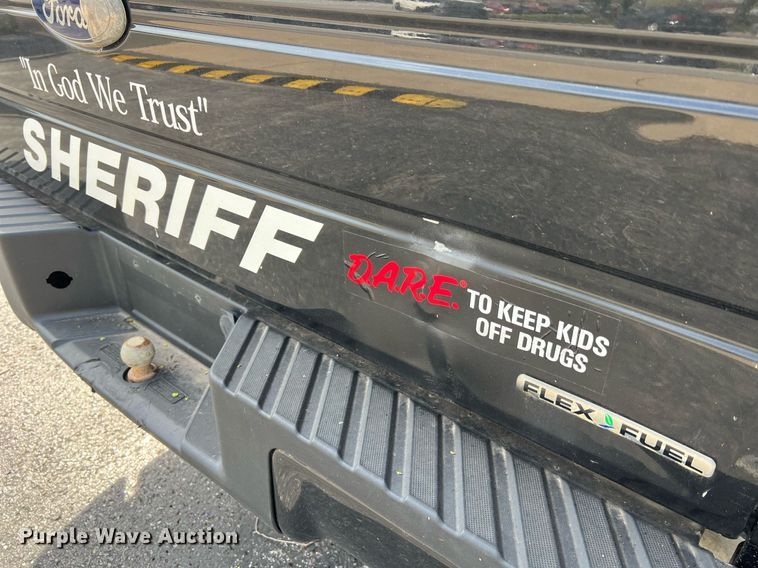 Ford
"In God We Trust"
SHERIFF
D.A.R.E.® TO KEEP KIDS
OFF DRUGS
FLEX FUEL
Purple Wave Auction